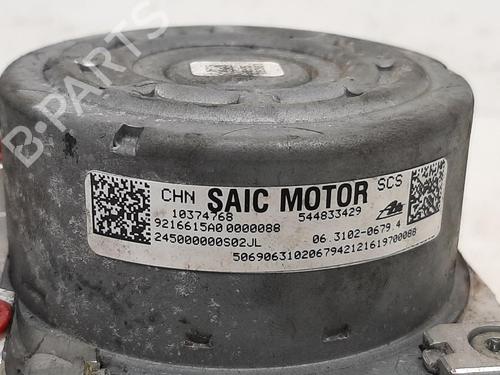 B-PARTS
CHN SAIC MOTOR SCS
10374768 544833429
9216615A0 0000088
245000000S02JL 06.3102-0679.4
5069063102067942121619700088